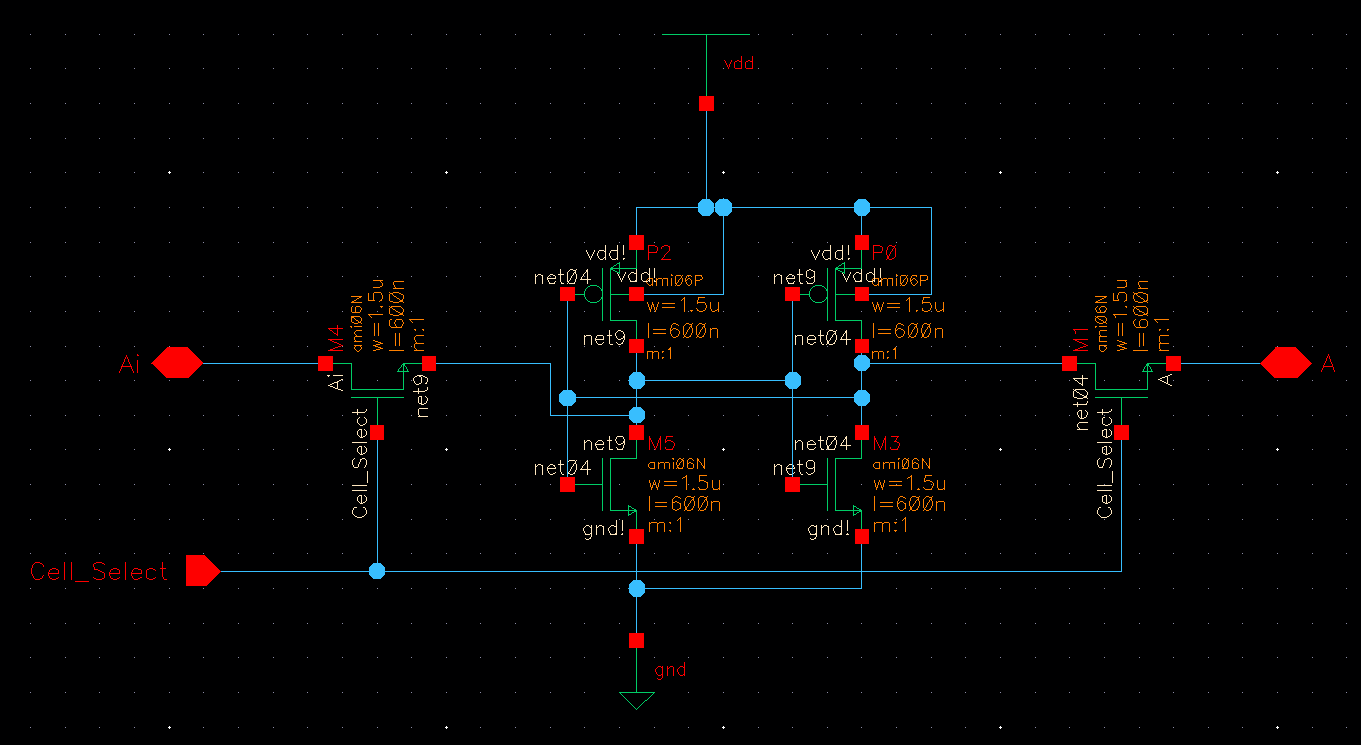 vdd
vdd!
P2
net04
vdd!
ami06P
w=1.5u
l=600n
net9
m:1
vdd!
P0
net9
vdd!
ami06P
w=1.5u
l=600n
net04
m:1
Ai
M4
ami06N
w=1.5u
l=600n
m:1
Ai
net9
Cell_Select
net9
M5
net04
ami06N
w=1.5u
l=600n
gnd!
m:1
net04
M3
net9
ami06N
w=1.5u
l=600n
gnd!
m:1
M1
ami06N
w=1.5u
l=600n
m:1
net04
A
Cell_Select
A
Cell_Select
gnd